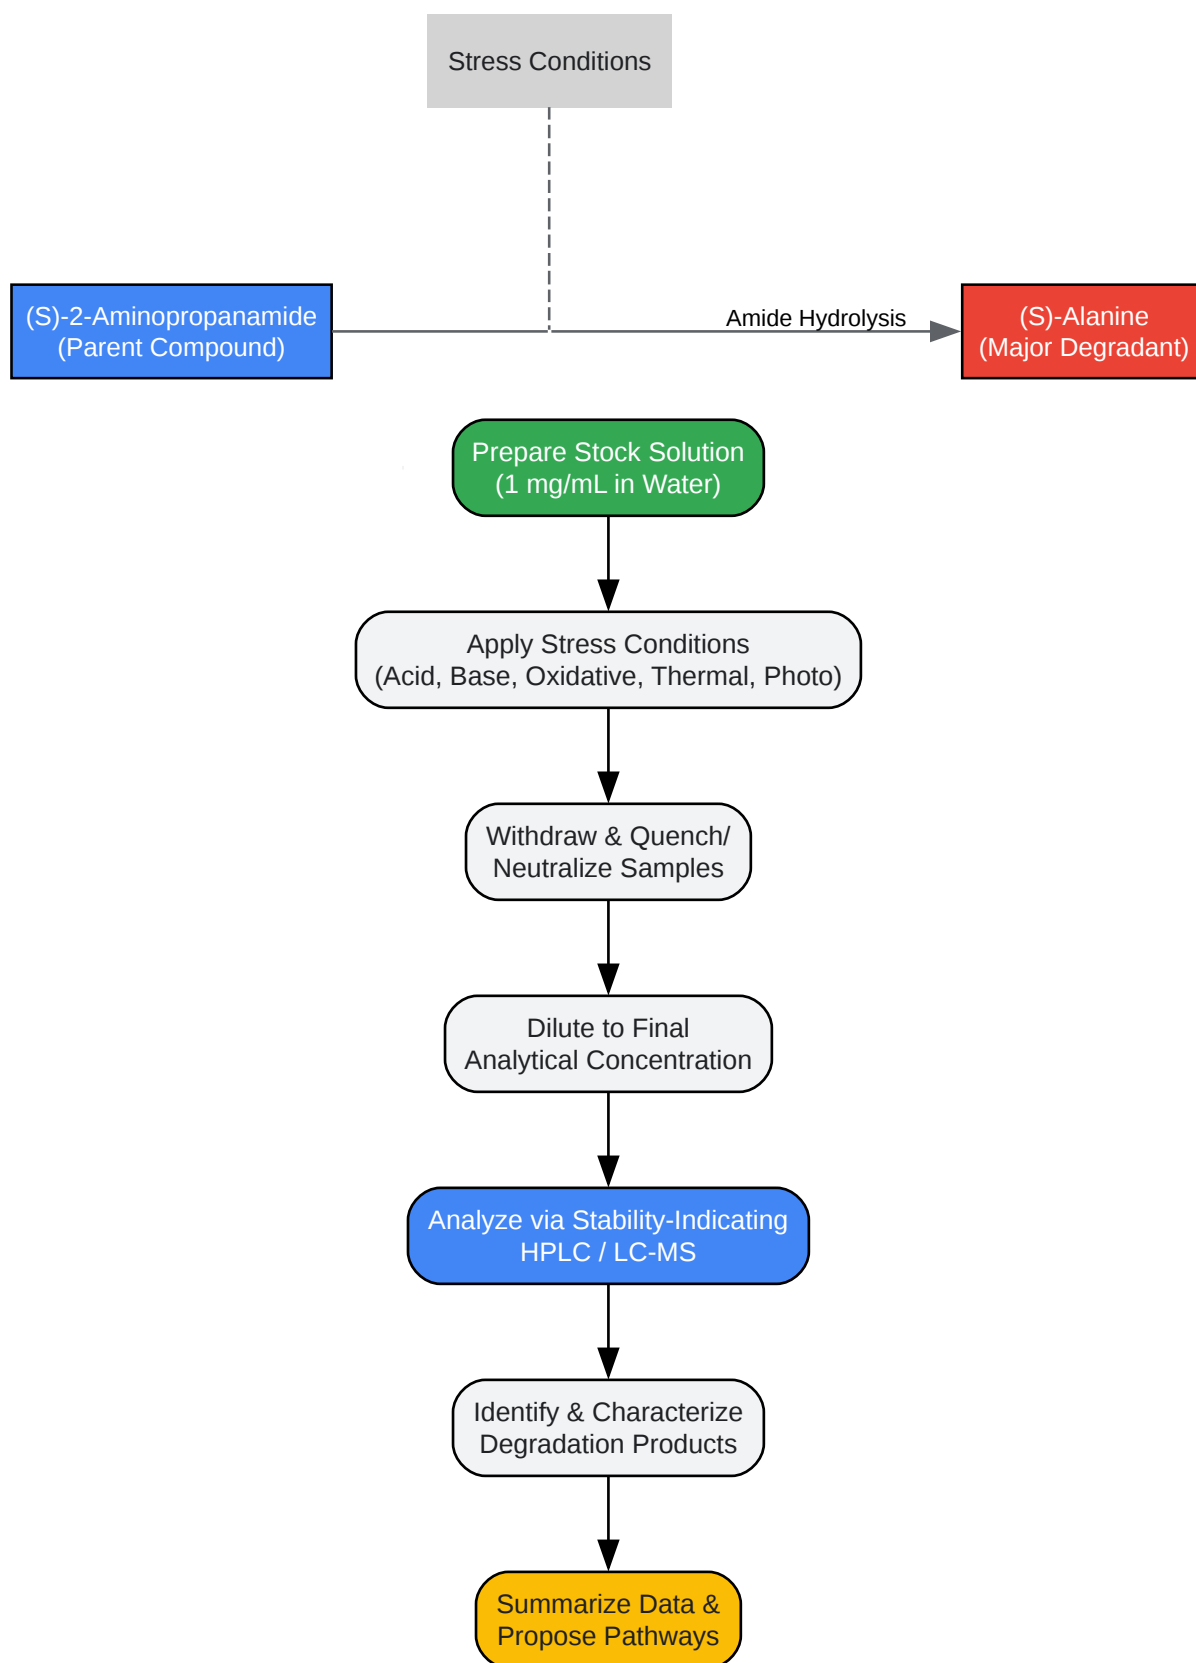 Stress Conditions
(S)-2-Aminopropanamide
(Parent Compound)
Amide Hydrolysis
(S)-Alanine
(Major Degradant)
Prepare Stock Solution
(1 mg/mL in Water)
Apply Stress Conditions
(Acid, Base, Oxidative, Thermal, Photo)
Withdraw & Quench/
Neutralize Samples
Dilute to Final
Analytical Concentration
Analyze via Stability-Indicating
HPLC / LC-MS
Identify & Characterize
Degradation Products
Summarize Data &
Propose Pathways